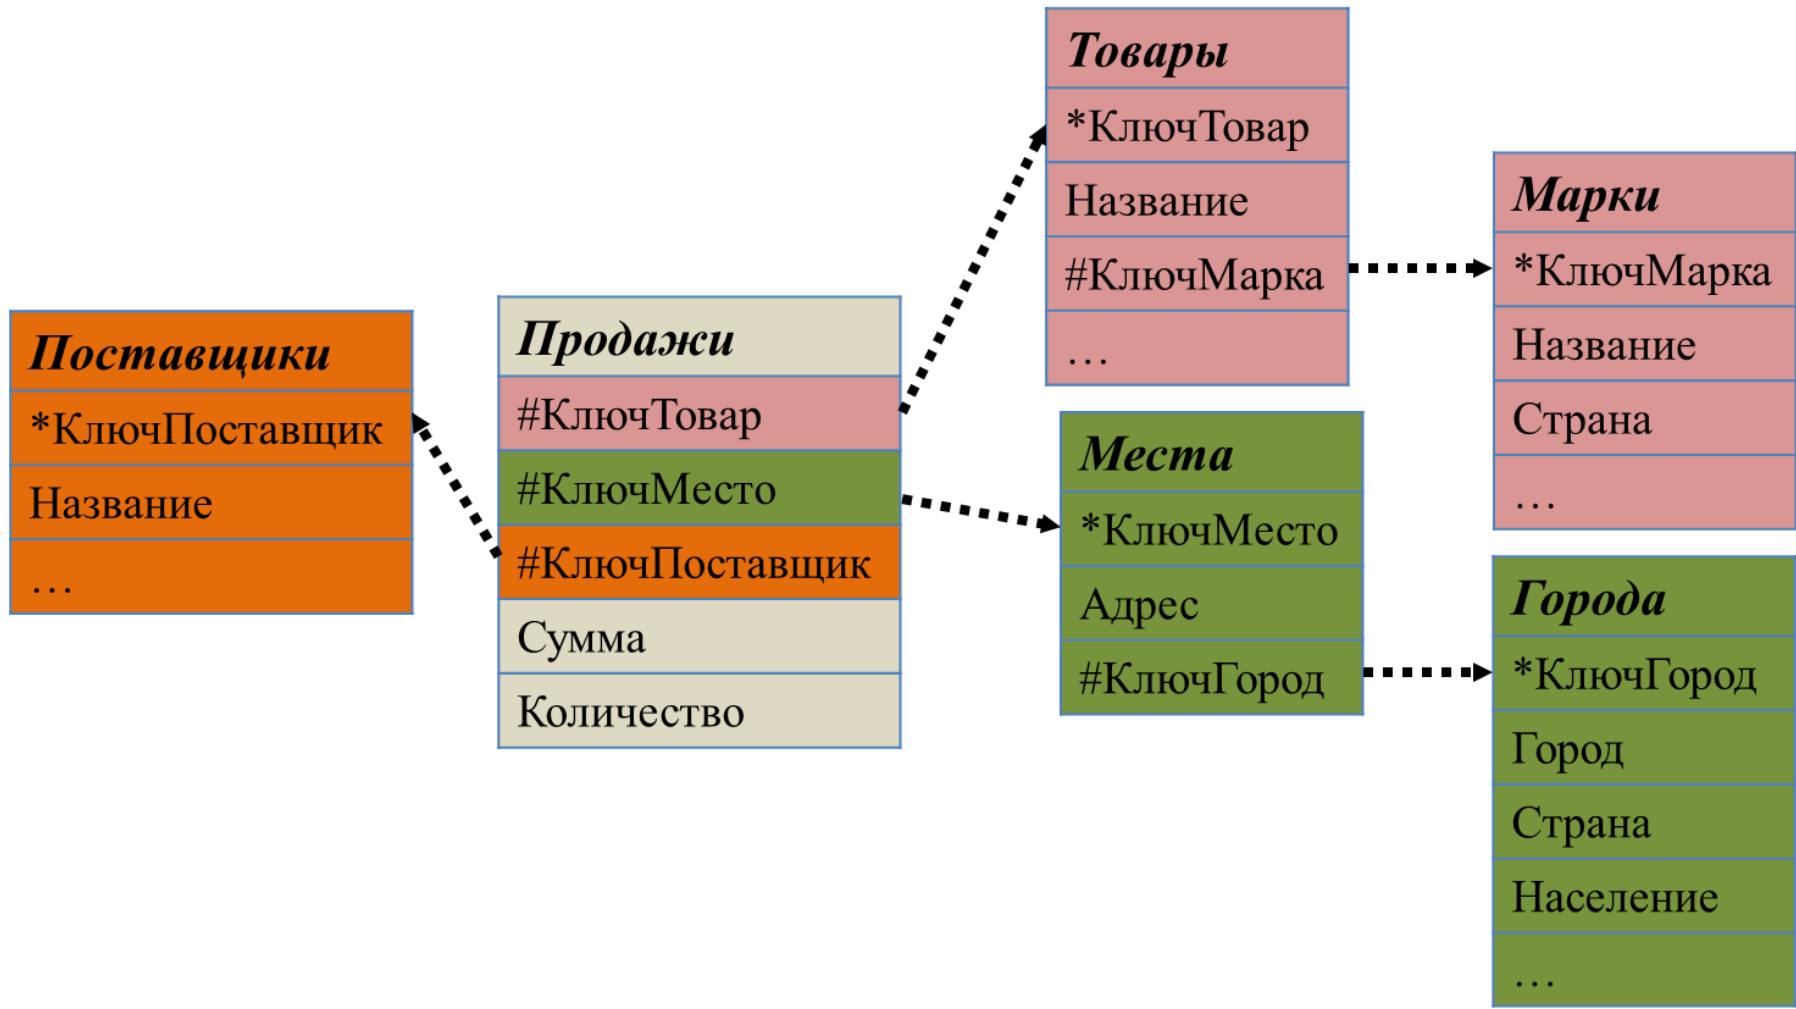 Поставщики
*КлючПоставщик
Название
…
Продажи
#КлючТовар
#КлючМесто
#КлючПоставщик
Сумма
Количество
Товары
*КлючТовар
Название
#КлючМарка
…
Места
*КлючМесто
Адрес
#КлючГород
Марки
*КлючМарка
Название
Страна
…
Города
*КлючГород
Город
Страна
Население
…